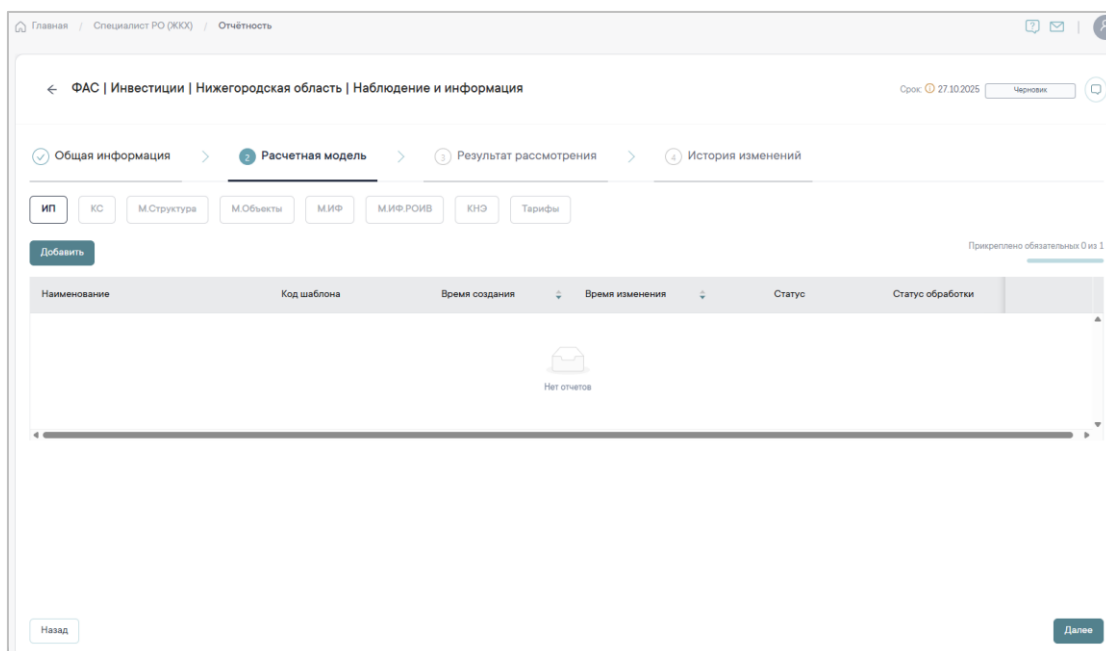 Главная / Специалист РО (ЖКХ) / Отчётность
ФАС | Инвестиции | Нижегородская область | Наблюдение и информация
Срок: 27.10.2025 Черновик
Общая информация > 2 Расчетная модель > 3 Результат рассмотрения > 4 История изменений
ИП КС М.Структура М.Объекты М.ИФ М.ИФ.РОИВ КНЭ Тарифы
Добавить
Прикреплено обязательных 0 из 1
Наименование Код шаблона Время создания Время изменения Статус Статус обработки
Нет отчетов
Назад Далее